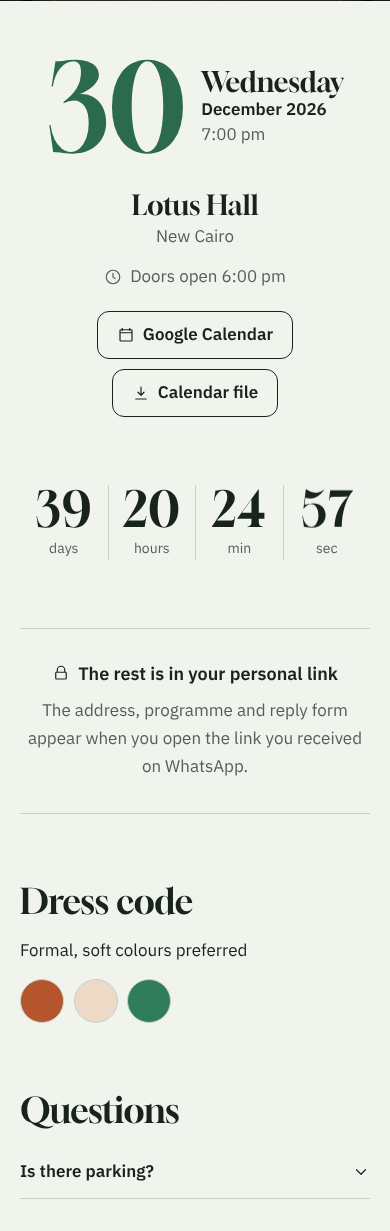 30
Wednesday
December 2026
7:00 pm
Lotus Hall
New Cairo
Doors open 6:00 pm
Google Calendar
Calendar file
39 20 24 57
days hours min sec
The rest is in your personal link
The address, programme and reply form
appear when you open the link you received
on WhatsApp.
Dress code
Formal, soft colours preferred
Questions
Is there parking?